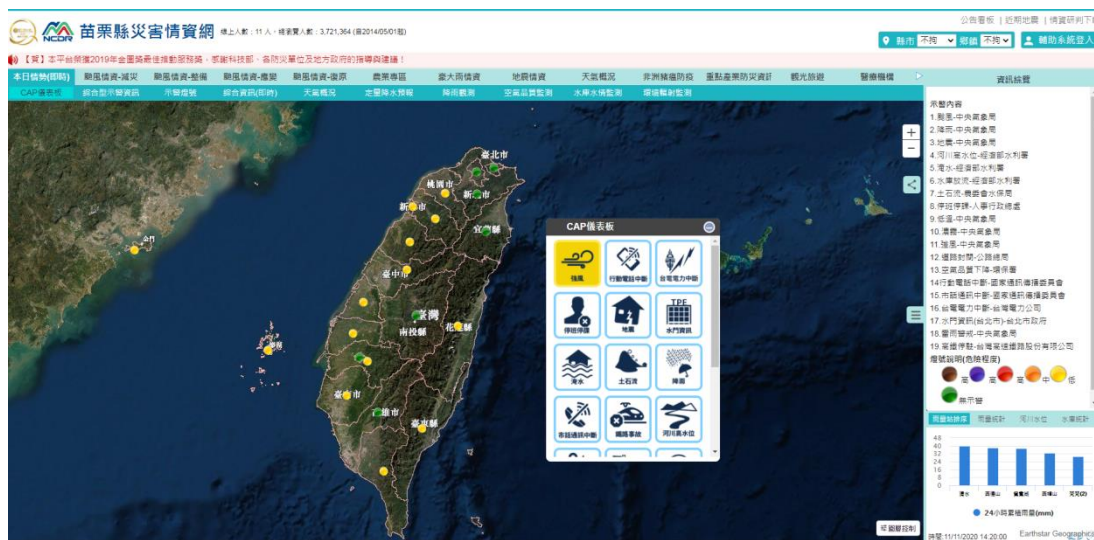 公告看板 | 近期地震 | 情資研判下
NCDR 苗栗縣災害情資網 線上人數：11 人，總瀏覽人數：3,721,364 (自2014/05/01起)
縣市 不拘 鄉鎮 不拘 輔助系統登入
【賀】本平台榮獲2019年金圖獎最佳推動服務獎，感謝科技部、各防災單位及地方政府的指導與建議！
本日情勢(即時) 颱風情資-減災 颱風情資-整備 颱風情資-應變 颱風情資-復原 農業專區 豪大雨情資 地震情資 天氣概況 非洲豬瘟防疫 重點產業防災資訊 觀光旅遊 醫療機構
CAP儀表板 綜合型示警資訊 示警燈號 綜合資訊(即時) 天氣概況 定量降水預報 降雨觀測 空氣品質監測 水庫水情監測 環境輻射監測
資訊綜覽
示警內容
1.颱風-中央氣象局
2.降雨-中央氣象局
3.地震-中央氣象局
4.河川高水位-經濟部水利署
5.淹水-經濟部水利署
6.水庫放流-經濟部水利署
7.土石流-農委會水保局
8.停班停課-人事行政總處
9.低溫-中央氣象局
10.濃霧-中央氣象局
11.強風-中央氣象局
12.道路封閉-公路總局
13.空氣品質下降-環保署
14行動電話中斷-國家通訊傳播委員會
15.市話通訊中斷-國家通訊傳播委員會
16.台電電力中斷-台灣電力公司
17.水門資訊(台北市)-台北市政府
18.雷雨警戒-中央氣象局
19.高鐵停駛-台灣高速鐵路股份有限公司
燈號說明(危險程度)
高 高 高 中 低
無示警
臺北市
桃園市
新 市
新 市
宜蘭縣
金門
臺中市
臺灣
南投縣
花蓮縣
澎湖
臺 市
雄市
臺東縣
CAP儀表板
強風 行動電話中斷 台電電力中斷
停班停課 地震 TPE 水門資訊
淹水 土石流 降雨
市話通訊中斷 鐵路事故 河川高水位
圖層控制
雨量站排序 雨量統計 河川水位 水庫統計
48
40
32
24
16
8
0
24小時累積雨量(mm)
時間:11/11/2020 14:20:00 Earthstar Geographics